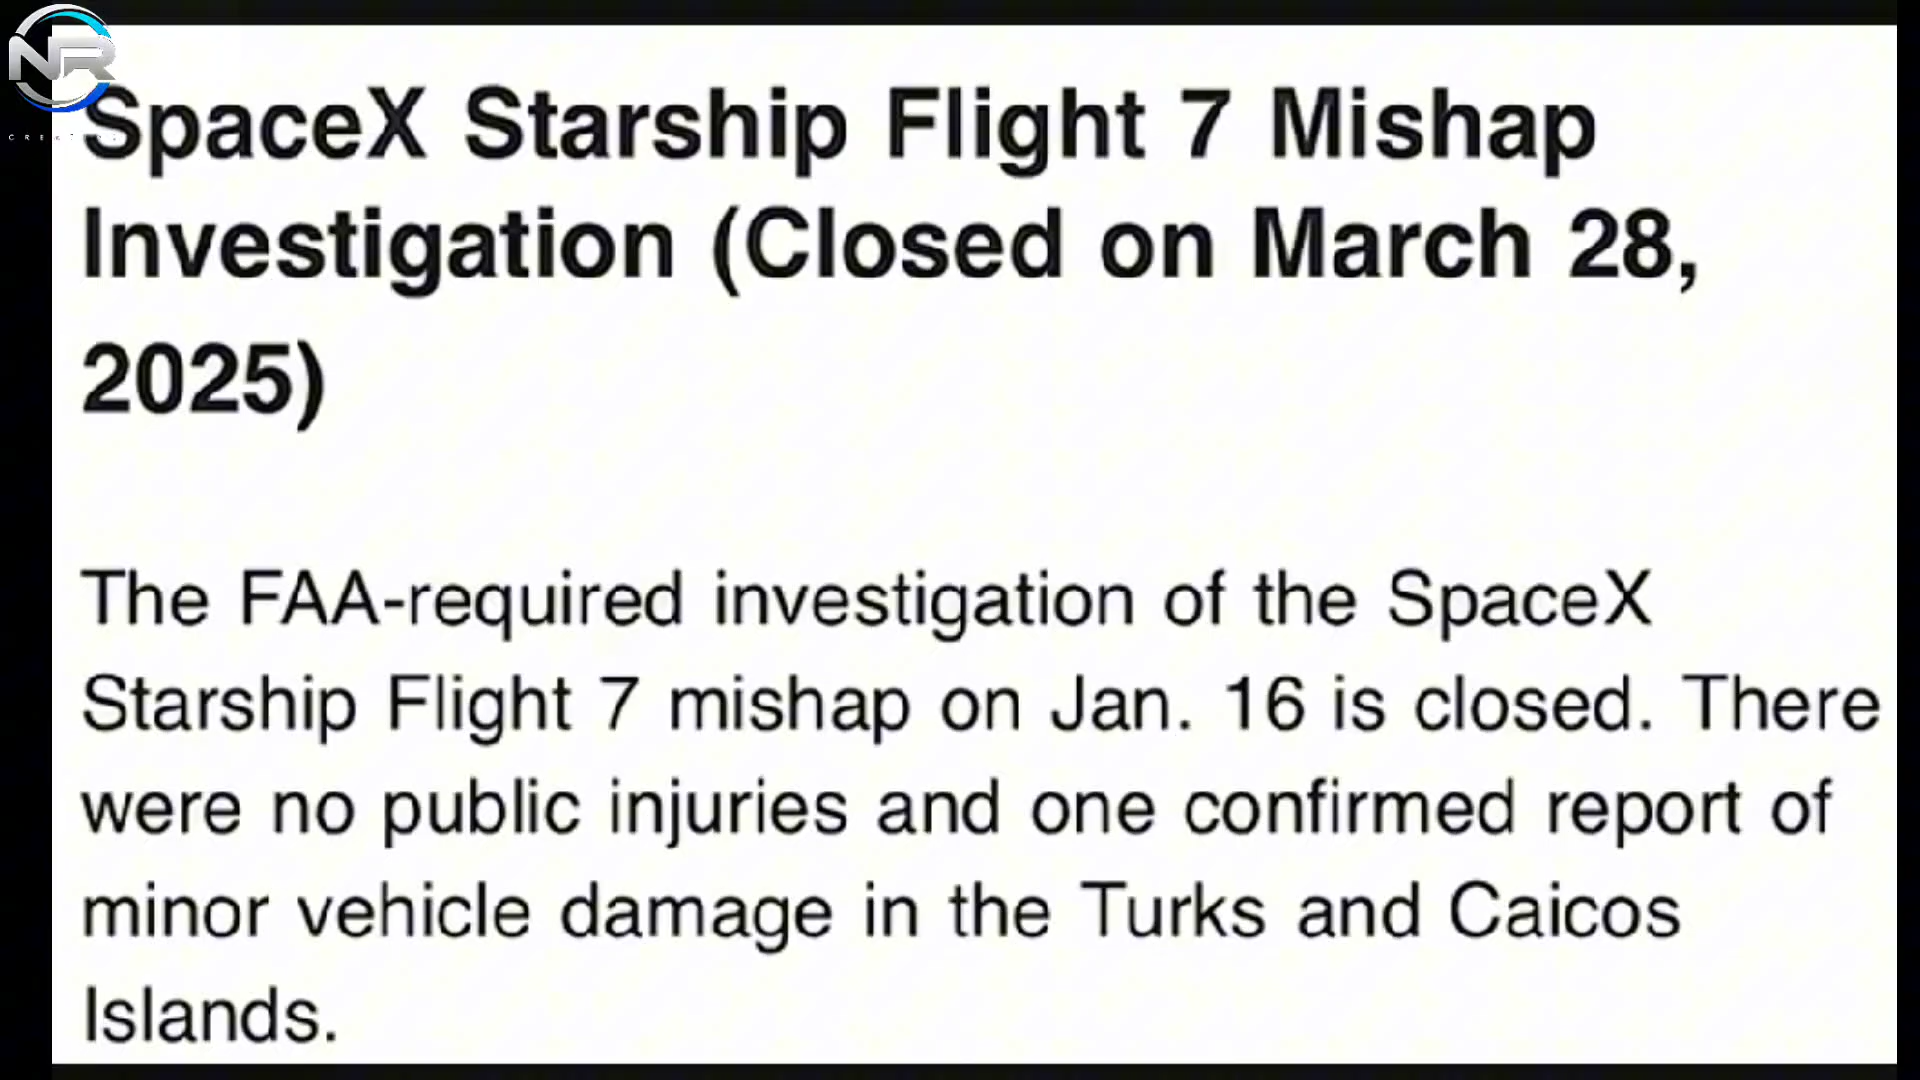 NR
SpaceX Starship Flight 7 Mishap
Investigation (Closed on March 28,
2025)
The FAA-required investigation of the SpaceX
Starship Flight 7 mishap on Jan. 16 is closed. There
were no public injuries and one confirmed report of
minor vehicle damage in the Turks and Caicos
Islands.